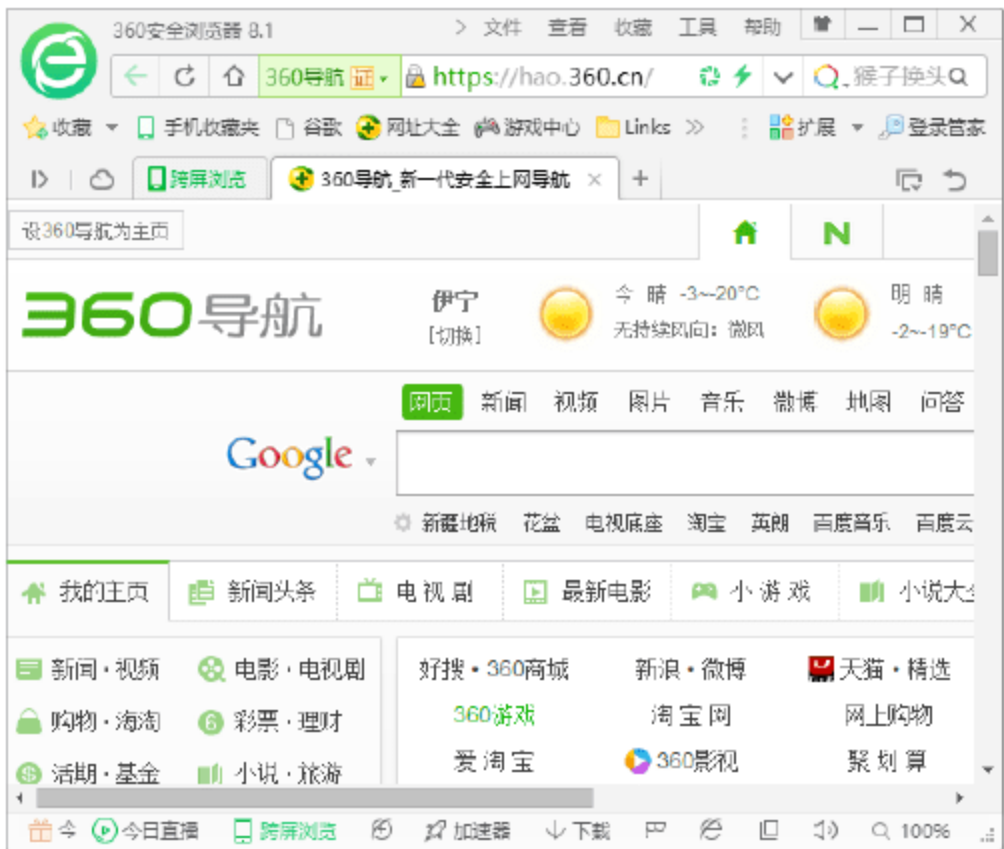 360安全浏览器 8.1 文件 查看 收藏 工具 帮助
360导航 证 https://hao.360.cn/ 猴子换头
收藏 手机收藏夹 谷歌 网址大全 游戏中心 Links 扩展 登录管家
跨屏浏览 360导航_新一代安全上网导航
设360导航为主页 N
360导航 伊宁 今 晴 -3~-20°C 明 晴
[切换] 无持续风向：微风 -2~-19°C
网页 新闻 视频 图片 音乐 微博 地图 问答
Google
新疆地税 花盆 电视底座 淘宝 英朗 百度音乐 百度云
我的主页 新闻头条 电视剧 最新电影 小游戏 小说大全
新闻·视频 电影·电视剧 好搜·360商城 新浪·微博 天猫·精选
购物·海淘 6 彩票·理财 360游戏 淘宝网 网上购物
活期·基金 小说·旅游 爱淘宝 360影视 聚划算
今 今日直播 跨屏浏览 加速器 下载 100%